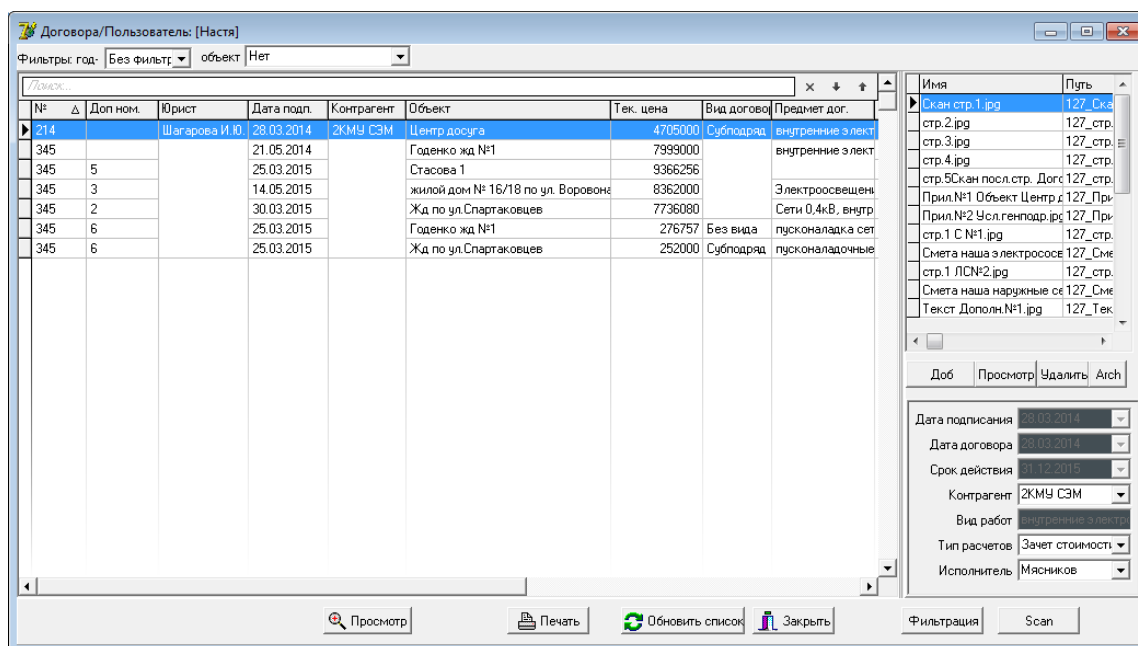 Договора/Пользователь: [Настя]
Фильтры: год- Без фильтр объект Нет
Поиск...
№ Доп ном. Юрист Дата подп. Контрагент Объект Тек. цена Вид договор Предмет дог.
214 Шагарова И.Ю. 28.03.2014 2КМУ СЭМ Центр досуга 4705000 Субподряд внутренние элект
345 21.05.2014 Годенко жд №1 7999000 внутренние элект
345 5 25.03.2015 Стасова 1 9366256
345 3 14.05.2015 жилой дом № 16/18 по ул. Воровона 8362000 Электроосвещени
345 2 30.03.2015 Жд по ул.Спартаковцев 7736080 Сети 0,4кВ, внутр
345 6 25.03.2015 Годенко жд №1 276757 Без вида пусконаладка сет
345 6 25.03.2015 Жд по ул.Спартаковцев 252000 Субподряд пусконаладочные
Имя Путь
Скан стр.1.jpg 127_Ска
стр.2.jpg 127_стр.
стр.3.jpg 127_стр.
стр.4.jpg 127_стр.
стр.5Скан посл.стр. Дого 127_стр.
Прил.№1 Объект Центр д 127_При
Прил.№2 Усл.генподр.jpg 127_При
стр.1 С №1.jpg 127_стр.
Смета наша электроосв 127_Сме
стр.1 ЛС№2.jpg 127_стр.
Смета наша наружные се 127_Сме
Текст Дополн.№1.jpg 127_Тек
Доб Просмотр Удалить Arch
Дата подписания 28.03.2014
Дата договора 28.03.2014
Срок действия 31.12.2015
Контрагент 2КМУ СЭМ
Вид работ внутренние электро
Тип расчетов Зачет стоимости
Исполнитель Мясников
Просмотр Печать Обновить список Закрыть Фильтрация Scan